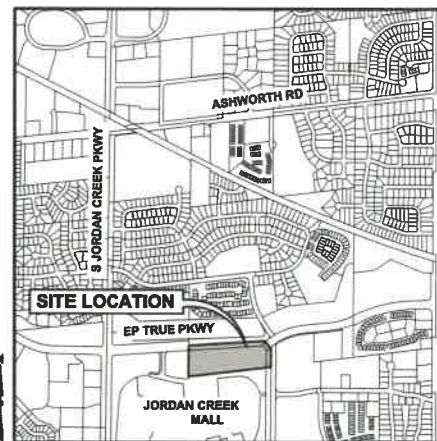 ASHWORTH RD
S JORDAN CREEK PKWY
SITE LOCATION
EP TRUE PKWY
JORDAN CREEK
MALL